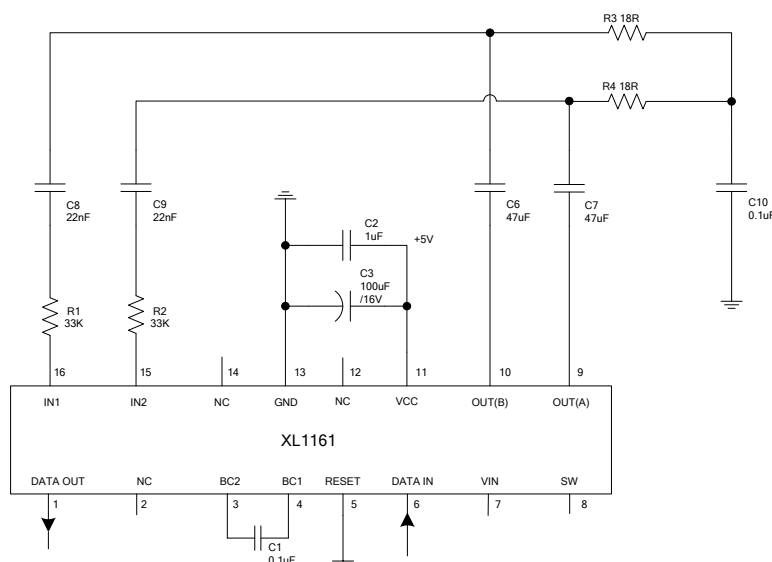 R3 18R
R4 18R
C8
22nF
C9
22nF
C2
1uF
+5V
C3
100uF
/16V
C6
47uF
C7
47uF
C10
0.1uF
R1
33K
R2
33K
16
15
14
13
12
11
10
9
IN1
IN2
NC
GND
NC
VCC
OUT(B)
OUT(A)
XL1161
DATA OUT
NC
BC2
BC1
RESET
DATA IN
VIN
SW
1
2
3
4
5
6
7
8
C1
0.1uF